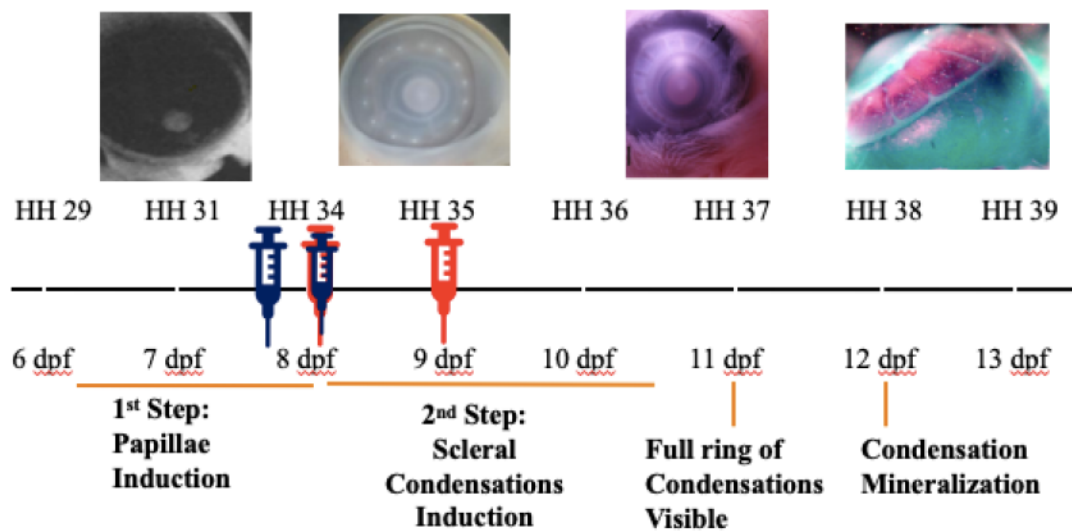 HH 29 HH 31 HH 34 HH 35 HH 36 HH 37 HH 38 HH 39
6 dpf 7 dpf 8 dpf 9 dpf 10 dpf 11 dpf 12 dpf 13 dpf
1st Step:
Papillae
Induction
2nd Step:
Scleral
Condensations
Induction
Full ring of
Condensations
Visible
Condensation
Mineralization